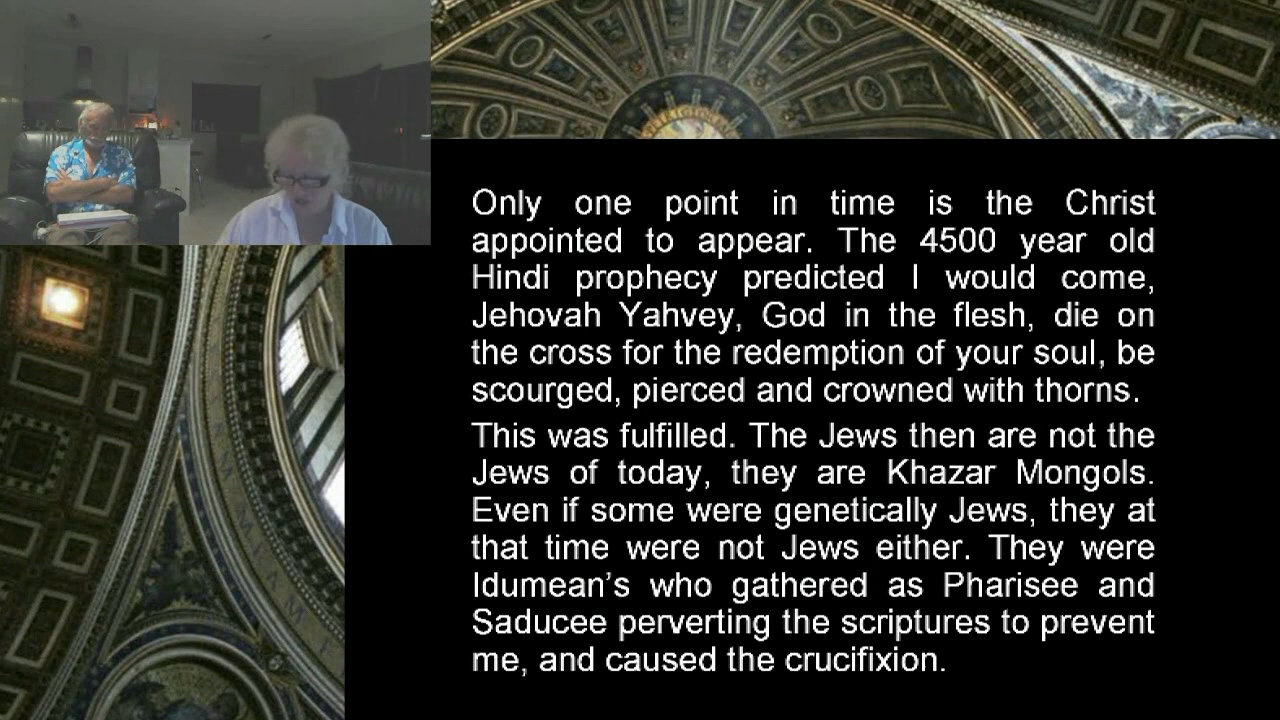 Only one point in time is the Christ
appointed to appear. The 4500 year old
Hindi prophecy predicted I would come,
Jehovah Yahvey, God in the flesh, die on
the cross for the redemption of your soul, be
scourged, pierced and crowned with thorns.
This was fulfilled. The Jews then are not the
Jews of today, they are Khazar Mongols.
Even if some were genetically Jews, they at
that time were not Jews either. They were
Idumean’s who gathered as Pharisee and
Saducee perverting the scriptures to prevent
me, and caused the crucifixion.